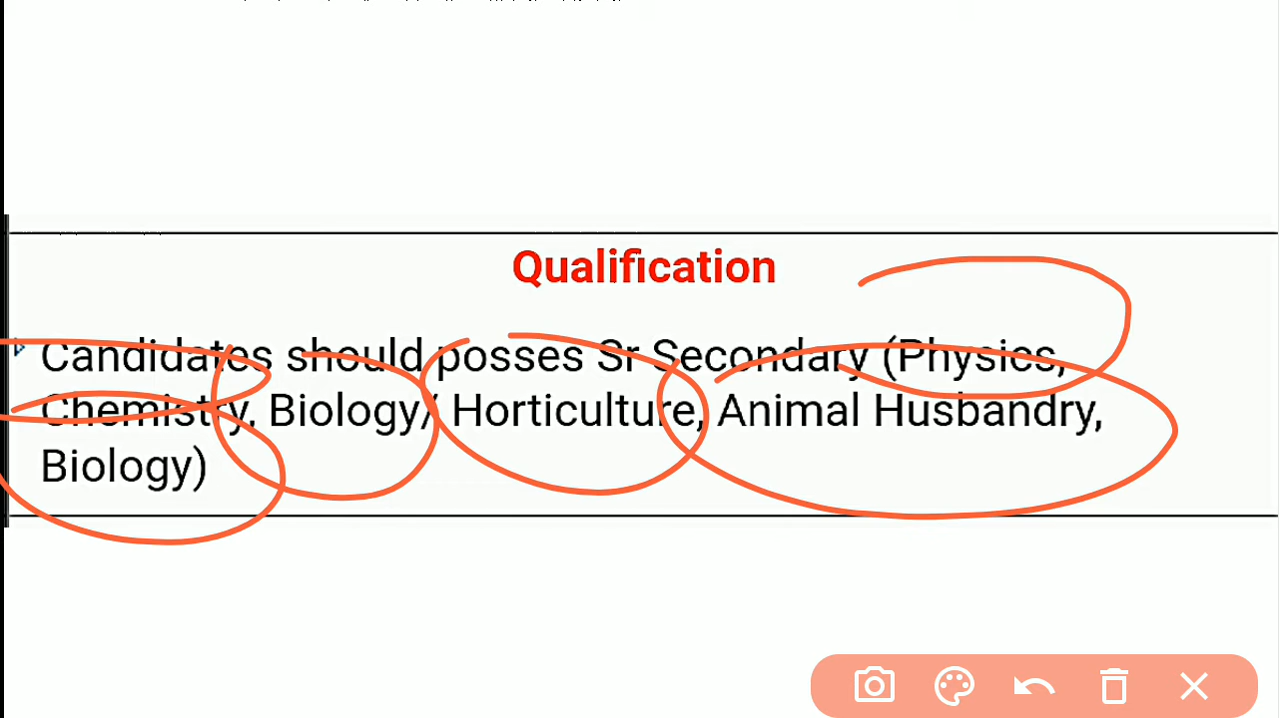 Qualification
Candidates should posses Sr Secondary (Physics,
Chemistry, Biology/ Horticulture, Animal Husbandry,
Biology)